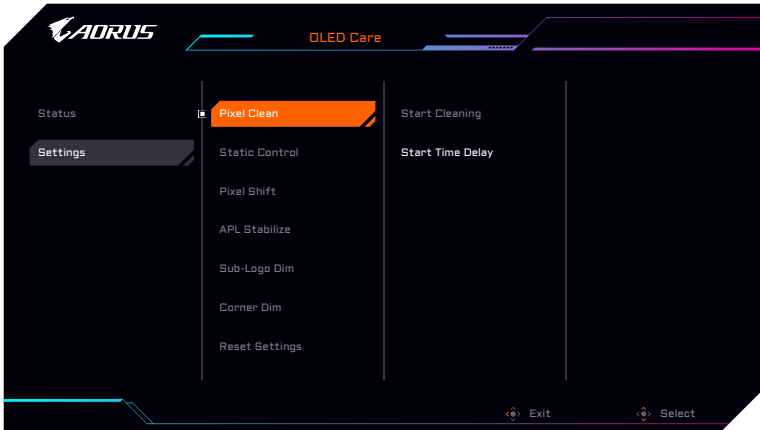 AORUS
OLED Care
Status
Settings
Pixel Clean
Static Control
Pixel Shift
APL Stabilize
Sub-Logo Dim
Corner Dim
Reset Settings
Start Cleaning
Start Time Delay
Exit
Select